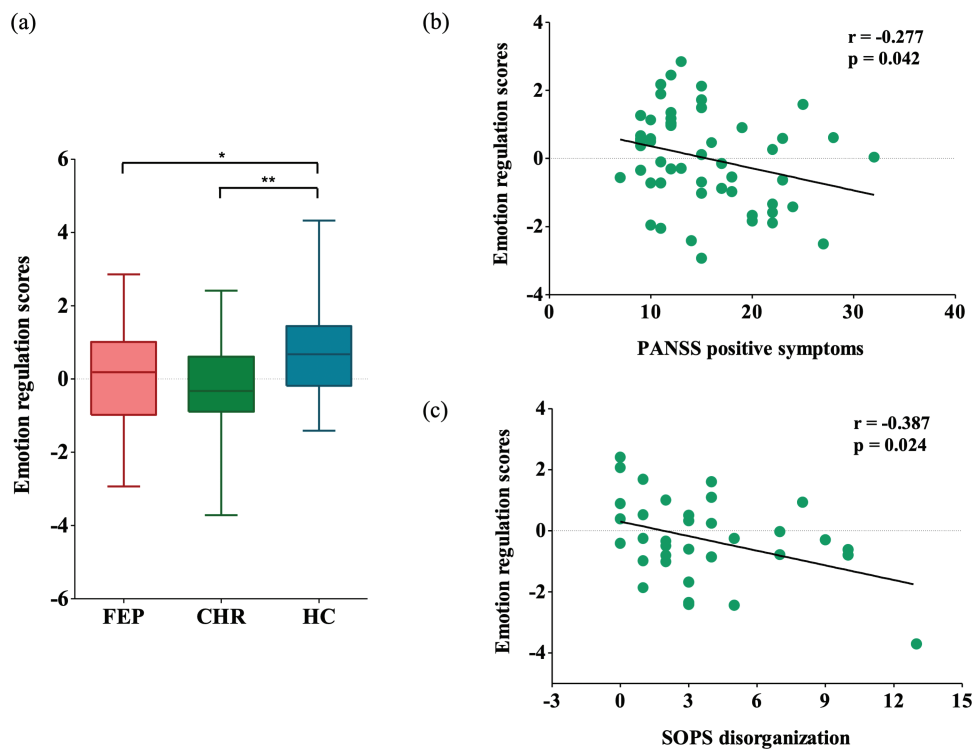 (a)
Emotion regulation scores
6
4
2
0
-2
-4
-6
*
**
FEP CHR HC
(b)
Emotion regulation scores
4
2
0
-2
-4
r = -0.277
p = 0.042
0 10 20 30 40
PANSS positive symptoms
(c)
Emotion regulation scores
4
2
0
-2
-4
r = -0.387
p = 0.024
-3 0 3 6 9 12 15
SOPS disorganization